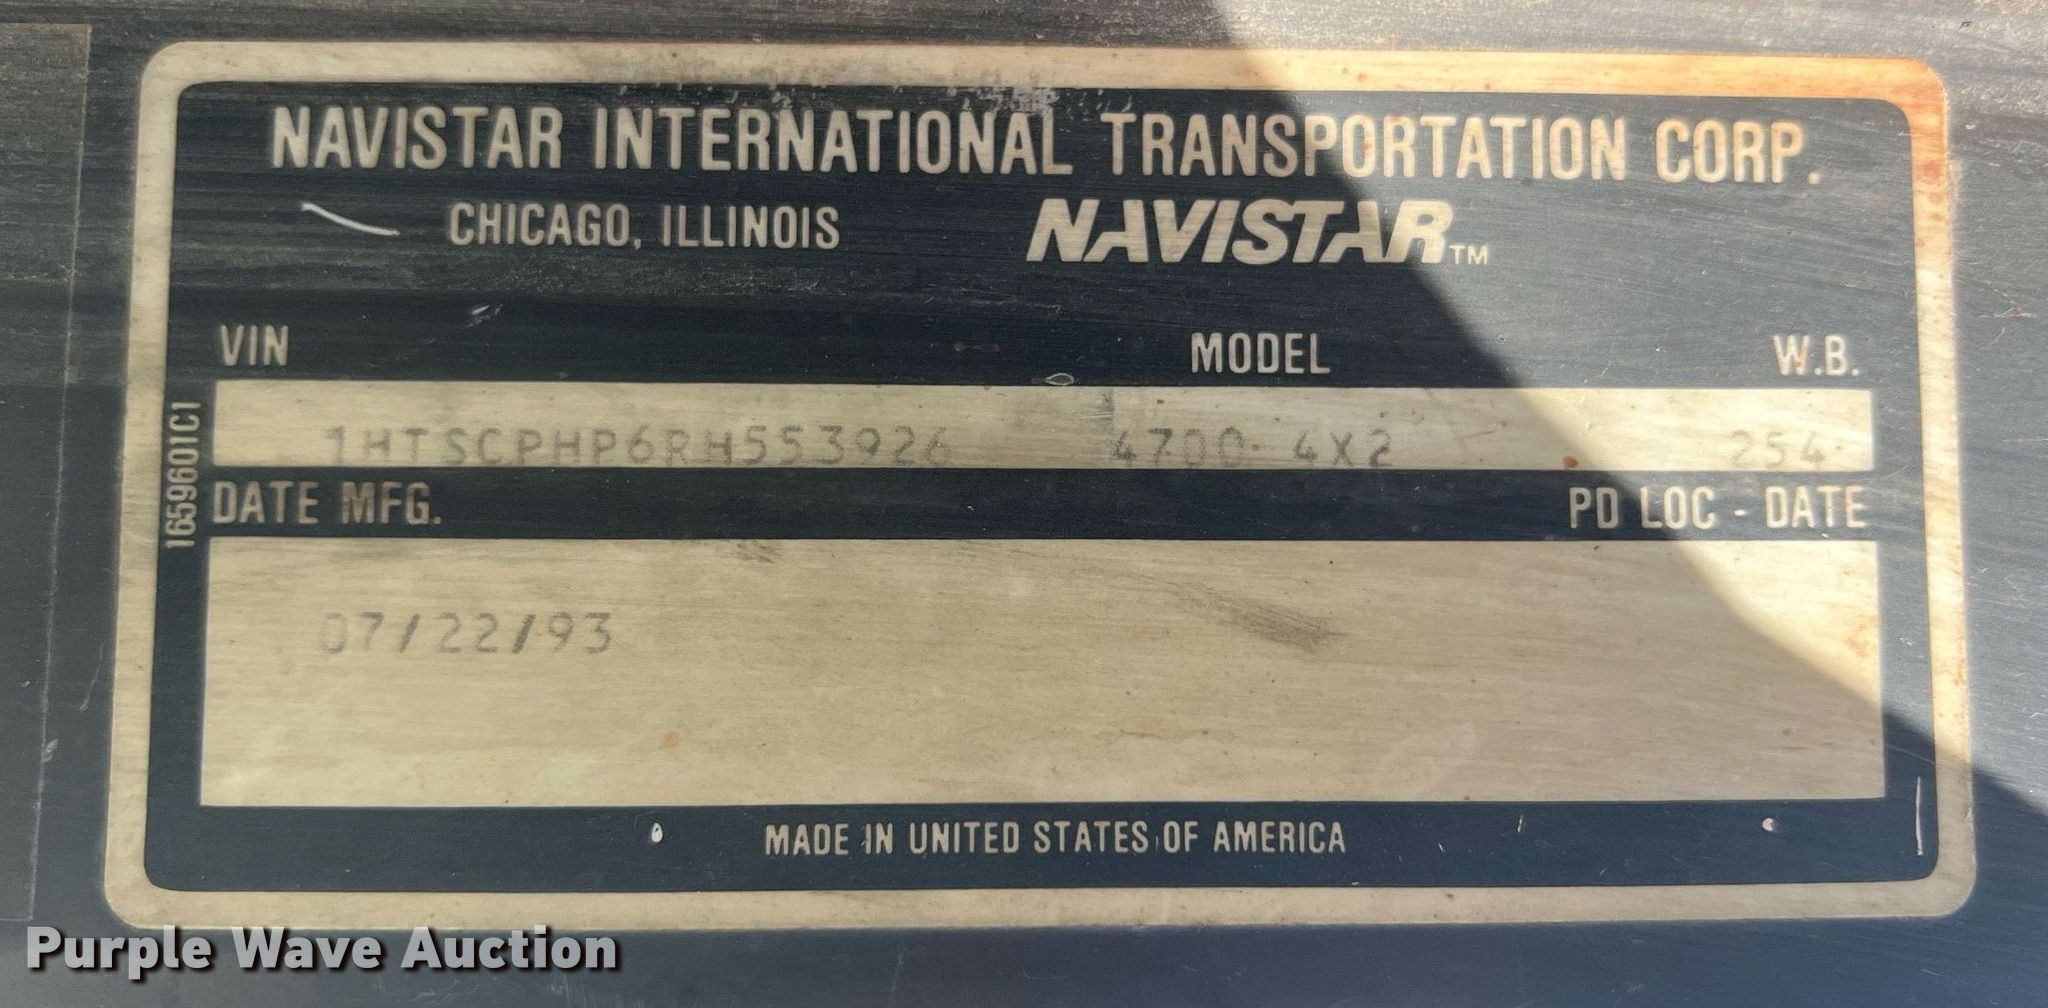 NAVISTAR INTERNATIONAL TRANSPORTATION CORP.
CHICAGO, ILLINOIS NAVISTAR™
VIN MODEL W.B.
1HTSCPHP6RH553926 4700 4X2 254
1659601C1
DATE MFG. PD LOC - DATE
07/22/93
MADE IN UNITED STATES OF AMERICA
Purple Wave Auction